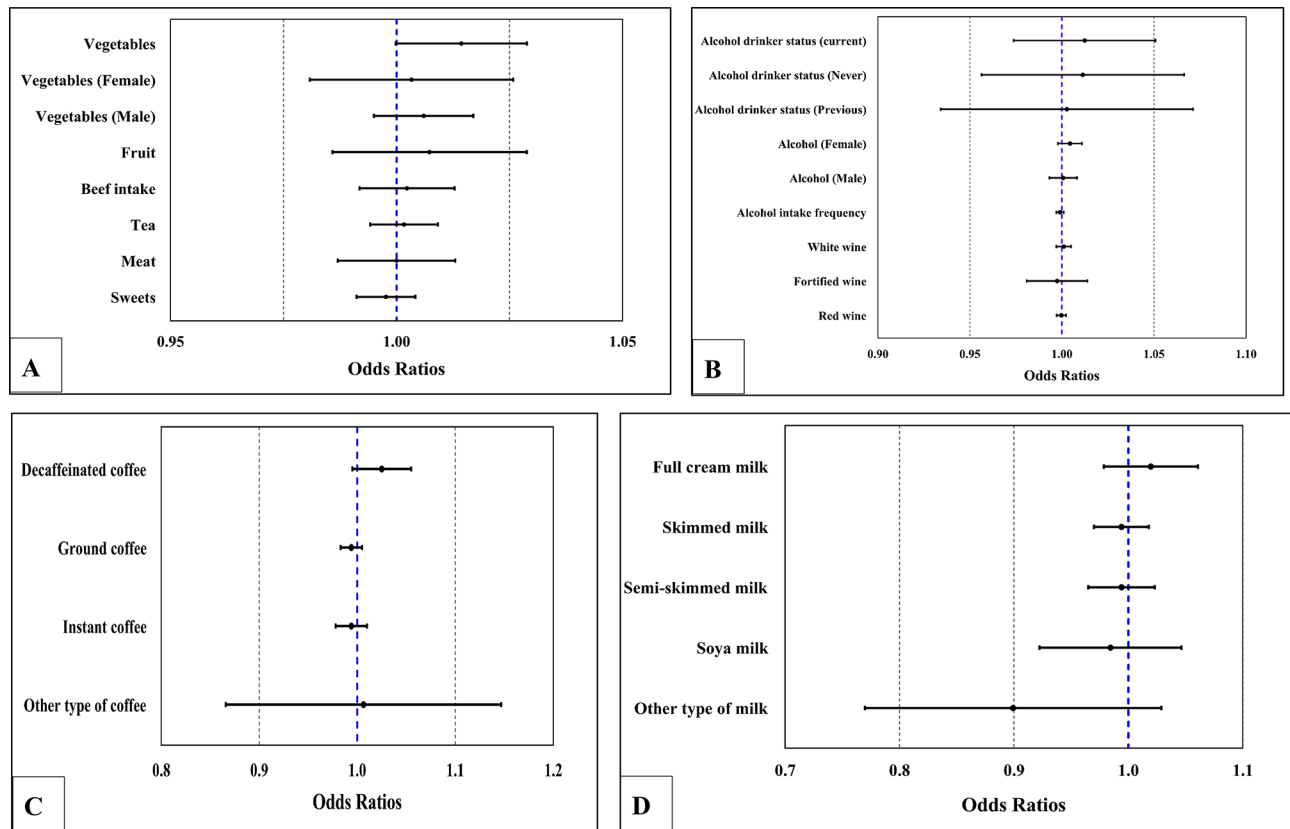 Vegetables
Vegetables (Female)
Vegetables (Male)
Fruit
Beef intake
Tea
Meat
Sweets
0.95
1.00
1.05
Odds Ratios
A
Alcohol drinker status (current)
Alcohol drinker status (Never)
Alcohol drinker status (Previous)
Alcohol (Female)
Alcohol (Male)
Alcohol intake frequency
White wine
Fortified wine
Red wine
0.90
0.95
1.00
1.05
1.10
Odds Ratios
B
Decaffeinated coffee
Ground coffee
Instant coffee
Other type of coffee
0.8
0.9
1.0
1.1
1.2
Odds Ratios
C
Full cream milk
Skimmed milk
Semi-skimmed milk
Soya milk
Other type of milk
0.7
0.8
0.9
1.0
1.1
Odds Ratios
D